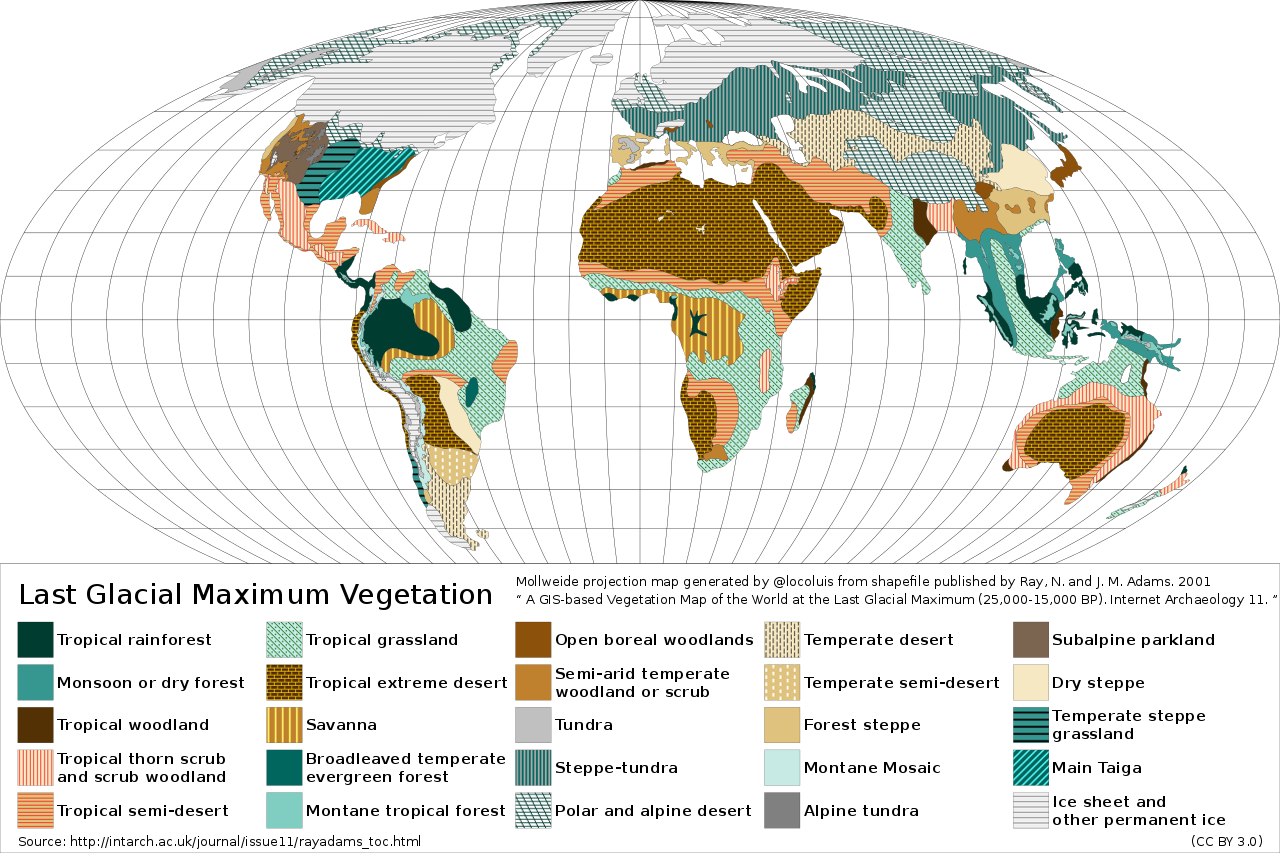 Last Glacial Maximum Vegetation
Mollweide projection map generated by @locoluis from shapefile published by Ray, N. and J. M. Adams. 2001
“ A GIS-based Vegetation Map of the World at the Last Glacial Maximum (25,000-15,000 BP). Internet Archaeology 11. ”
Tropical rainforest
Monsoon or dry forest
Tropical woodland
Tropical thorn scrub
and scrub woodland
Tropical semi-desert
Tropical grassland
Tropical extreme desert
Savanna
Broadleaved temperate
evergreen forest
Montane tropical forest
Open boreal woodlands
Semi-arid temperate
woodland or scrub
Tundra
Steppe-tundra
Polar and alpine desert
Temperate desert
Temperate semi-desert
Forest steppe
Montane Mosaic
Alpine tundra
Subalpine parkland
Dry steppe
Temperate steppe
grassland
Main Taiga
Ice sheet and
other permanent ice
Source: http://intarch.ac.uk/journal/issue11/rayadams_toc.html
(CC BY 3.0)